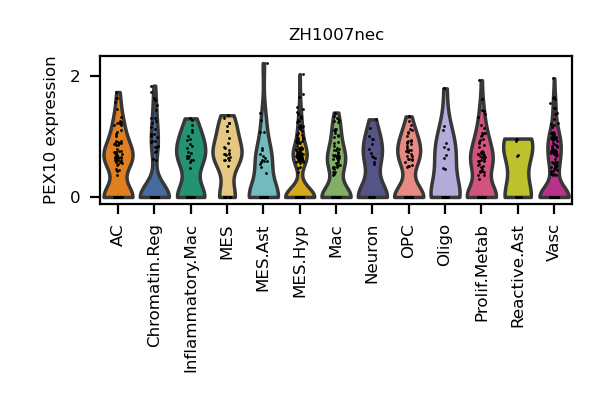 ZH1007nec
PEX10 expression
2
0
AC
Chromatin.Reg
Inflammatory.Mac
MES
MES.Ast
MES.Hyp
Mac
Neuron
OPC
Oligo
Prolif.Metab
Reactive.Ast
Vasc